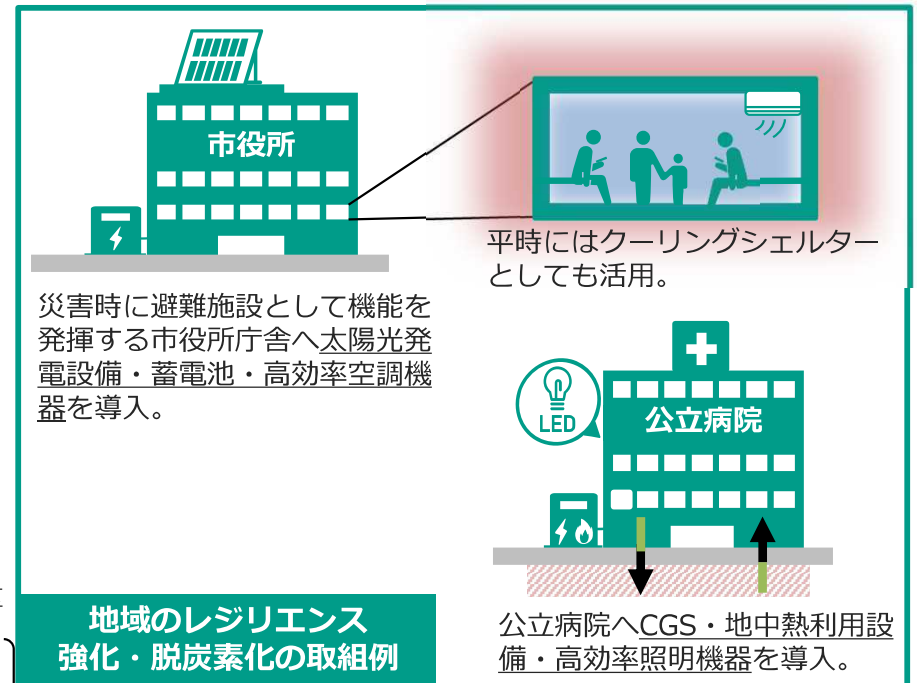 市役所
平時にはクーリングシェルター
としても活用。
災害時に避難施設として機能を
発揮する市役所庁舎へ太陽光発
電設備・蓄電池・高効率空調機
器を導入。
LED
公立病院
公立病院へCGS・地中熱利用設
備・高効率照明機器を導入。
地域のレジリエンス
強化・脱炭素化の取組例